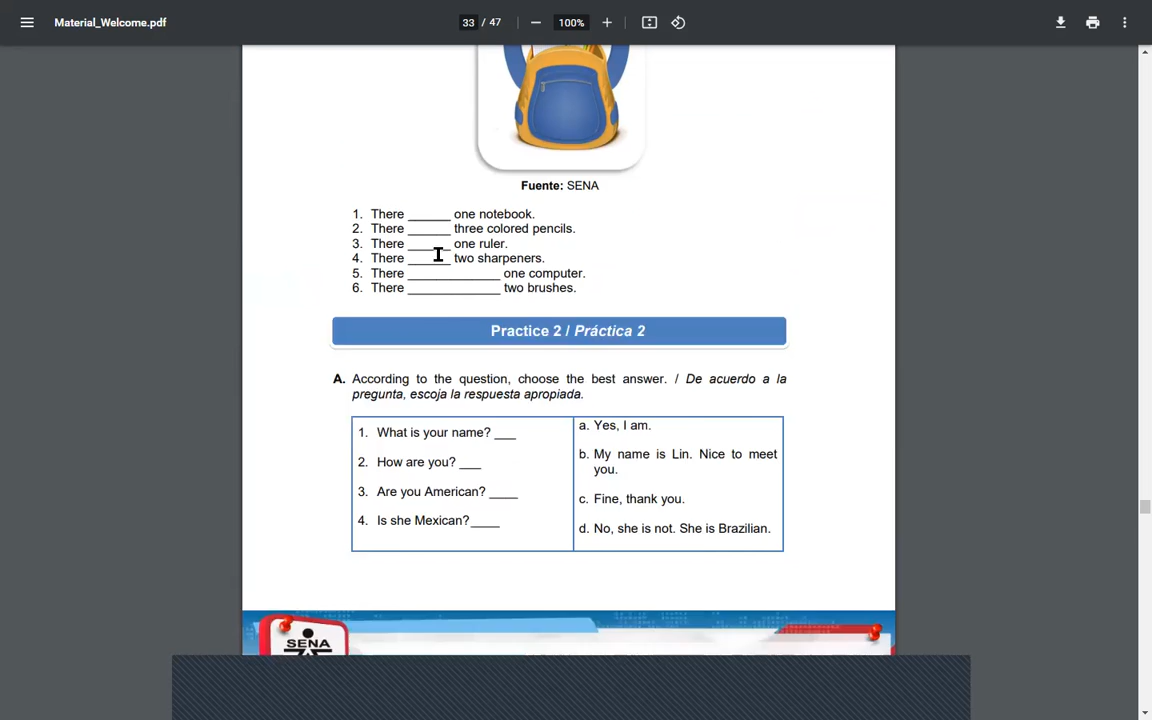 Material_Welcome.pdf
33 / 47
100%
Fuente: SENA
1. There ______ one notebook.
2. There ______ three colored pencils.
3. There ______ one ruler.
4. There ______ two sharpeners.
5. There _____________ one computer.
6. There _____________ two brushes.
Practice 2 / Práctica 2
A. According to the question, choose the best answer. / De acuerdo a la
pregunta, escoja la respuesta apropiada.
1. What is your name? ___
2. How are you? ___
3. Are you American? ____
4. Is she Mexican?____
a. Yes, I am.
b. My name is Lin. Nice to meet
you.
c. Fine, thank you.
d. No, she is not. She is Brazilian.
SENA